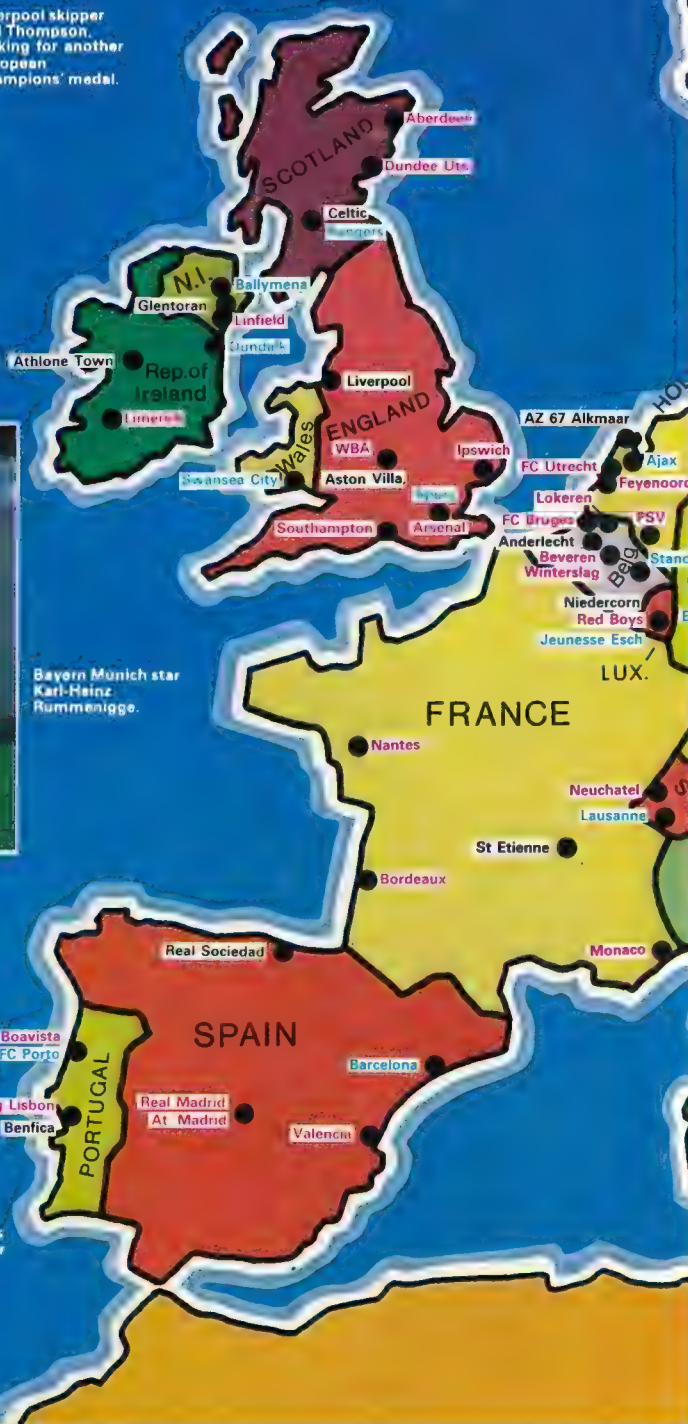 erpool skipper
Thompson,
king for another
opean
ampions' medal.
Aberdeen
SCOTLAND
Dundee Utd.
Celtic
Rangers
N.I.
Ballymena
Glentoran
Linfield
Dundalk
Athlone Town
Rep. of
Ireland
Limerick
Liverpool
ENGLAND
Wales
WBA
Ipswich
Swansea City
Aston Villa
Spurs
Southampton
Arsenal
HOL
AZ 67 Alkmaar
FC Utrecht
Ajax
Feyenoord
Lokeren
FC Bruges
PSV
Anderlecht
Beveren
Stand
Winterslag
Belg
Niedercorn
Red Boys
Jeunesse Esch
LUX.
Bayern Munich star
Karl-Heinz
Rummenigge.
FRANCE
Nantes
Neuchatel
Lausanne
S
St Etienne
Bordeaux
Monaco
Real Sociedad
SPAIN
Boavista
FC Porto
PORTUGAL
Barcelona
g Lisbon
Benfica
Real Madrid
At Madrid
Valencia